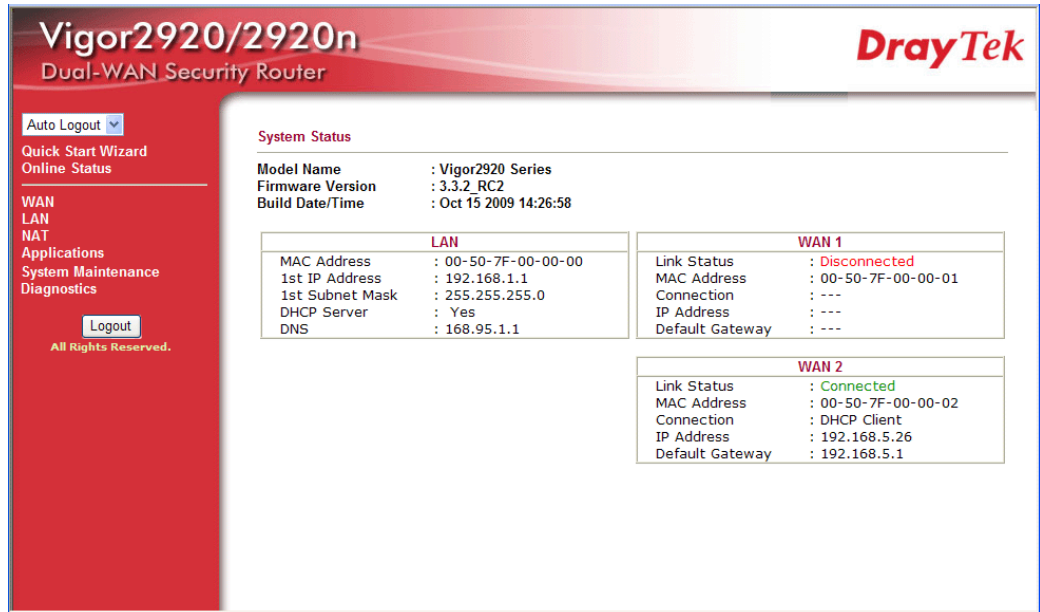 Vigor2920/2920n
Dual-WAN Security Router
DrayTek
Auto Logout
Quick Start Wizard
Online Status
WAN
LAN
NAT
Applications
System Maintenance
Diagnostics
Logout
All Rights Reserved.
System Status
Model Name : Vigor2920 Series
Firmware Version : 3.3.2_RC2
Build Date/Time : Oct 15 2009 14:26:58
LAN
MAC Address : 00-50-7F-00-00-00
1st IP Address : 192.168.1.1
1st Subnet Mask : 255.255.255.0
DHCP Server : Yes
DNS : 168.95.1.1
WAN 1
Link Status : Disconnected
MAC Address : 00-50-7F-00-00-01
Connection : ---
IP Address : ---
Default Gateway : ---
WAN 2
Link Status : Connected
MAC Address : 00-50-7F-00-00-02
Connection : DHCP Client
IP Address : 192.168.5.26
Default Gateway : 192.168.5.1